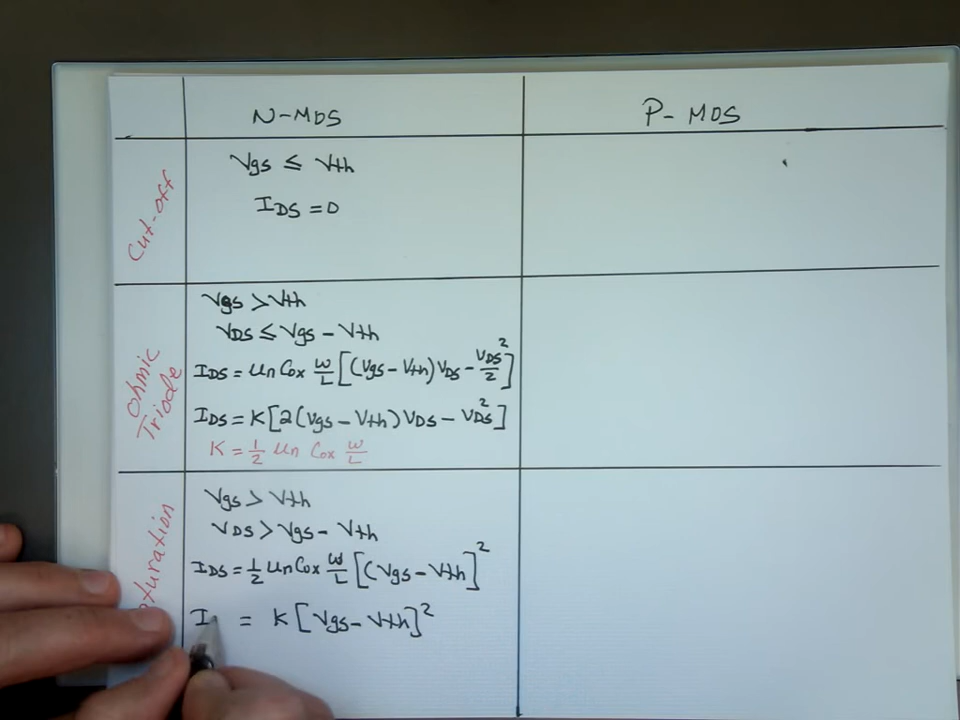 N-MOS
P-MOS
Cut-off
Vgs ≤ Vth
IDS = 0
Ohmic
Triode
Vgs > Vth
VDS ≤ Vgs - Vth
IDS = Un Cox W/L [(Vgs - Vth) VDS - VDS²/2]
IDS = K[2(Vgs - Vth) VDS - VDS²]
K = 1/2 Un Cox W/L
Vgs > Vth
VDS > Vgs - Vth
IDS = 1/2 Un Cox W/L [(Vgs - Vth]²
I = K [Vgs - Vth]²